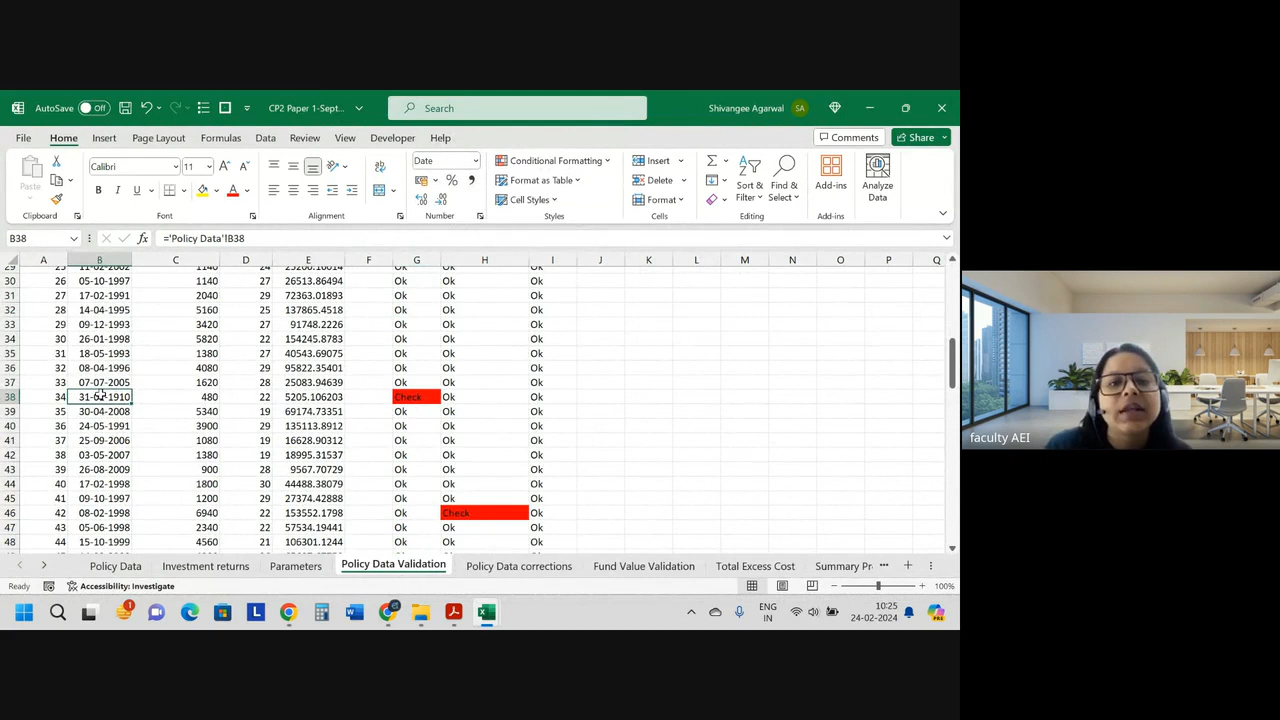 AutoSave Off CP2 Paper 1-Sept... Search Shivangee Agarwal SA
File Home Insert Page Layout Formulas Data Review View Developer Help Comments Share
Paste Calibri 11 Date Conditional Formatting Insert Sort & Find & Add-ins Analyze
Format as Table Delete Filter Select Data
B I U Cell Styles Format
Clipboard Font Alignment Number Styles Cells Editing Add-ins
B38 fx ='Policy Data'!B38
A B C D E F G H I J K L M N O P Q
29 25 11-02-2002 1140 24 Ok Ok Ok
30 26 05-10-1997 1140 27 26513.86494 Ok Ok Ok
31 27 17-02-1991 2040 29 72363.01893 Ok Ok Ok
32 28 14-04-1995 5160 25 137865.4518 Ok Ok Ok
33 29 09-12-1993 3420 27 91748.2226 Ok Ok Ok
34 30 26-01-1998 5820 22 154245.8783 Ok Ok Ok
35 31 18-05-1993 1380 27 40543.69075 Ok Ok Ok
36 32 08-04-1996 4080 29 95822.35401 Ok Ok Ok
37 33 07-07-2005 1620 28 25083.94639 Ok Ok Ok
38 34 480 22 5205.106203 Check Ok Ok
39 35 30-04-2008 5340 19 69174.73351 Ok Ok Ok
40 36 24-05-1991 3900 29 135113.8912 Ok Ok Ok
41 37 25-09-2006 1080 19 16628.90312 Ok Ok Ok
42 38 03-05-2007 1380 19 18995.31537 Ok Ok Ok
43 39 26-08-2009 900 28 9567.70729 Ok Ok Ok
44 40 17-02-1998 1800 30 44488.38079 Ok Ok Ok
45 41 09-10-1997 1200 29 27374.42888 Ok Ok Ok
46 42 08-02-1998 6940 22 153552.1798 Ok Check Ok
47 43 05-06-1998 2340 22 57534.19441 Ok Ok Ok
48 44 15-10-1999 4560 21 106301.1244 Ok Ok Ok
Policy Data Investment returns Parameters Policy Data Validation Policy Data corrections Fund Value Validation Total Excess Cost Summary Pr
Ready Accessibility: Investigate 100%
ENG
IN
10:25
24-02-2024
faculty AEI